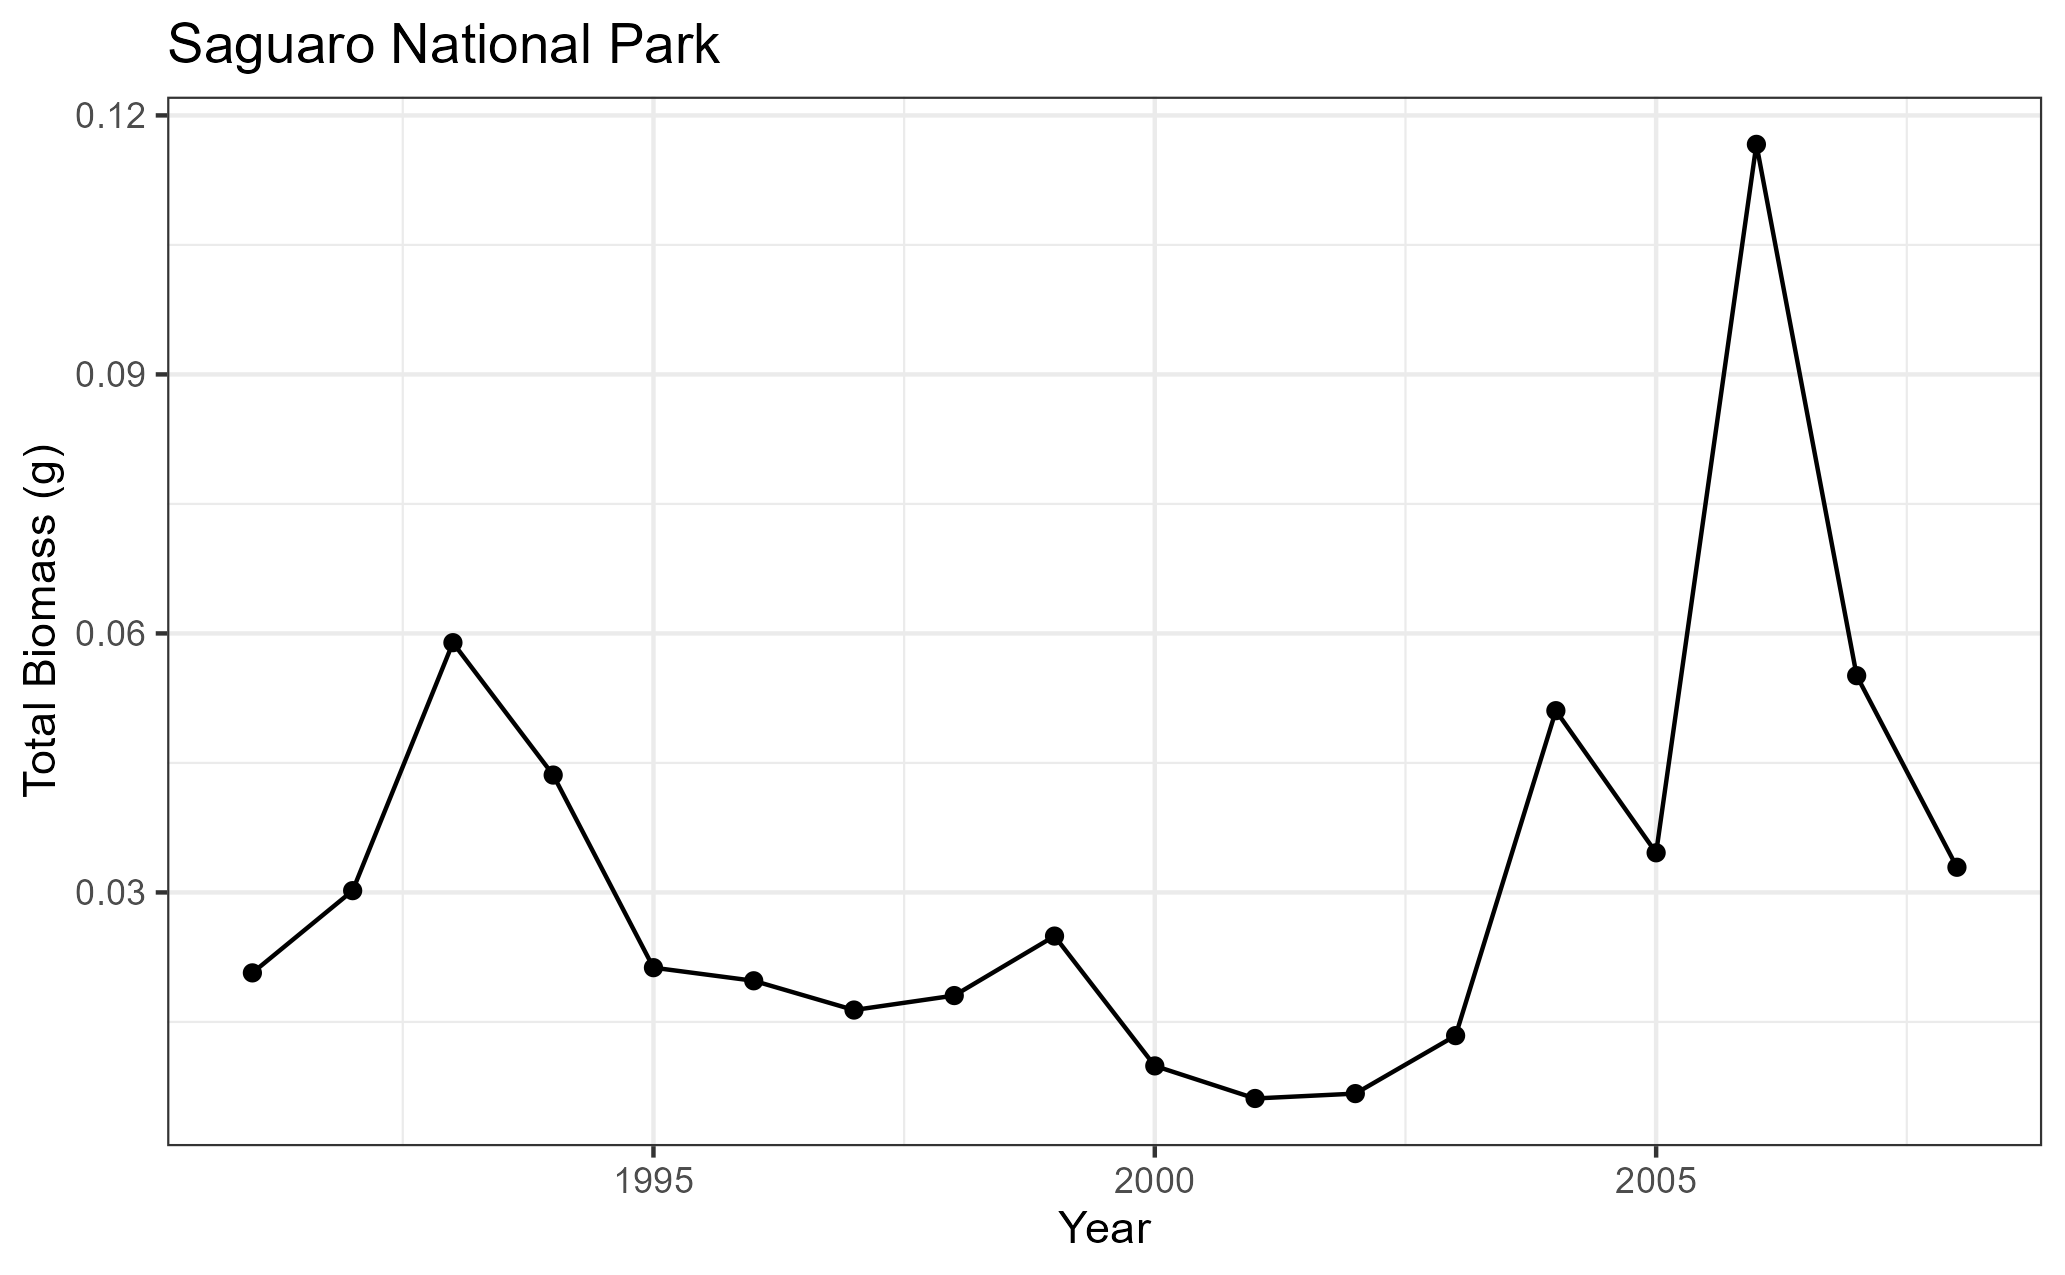 Saguaro National Park
0.12
0.09
0.06
0.03
Total Biomass (g)
1995 2000 2005
Year